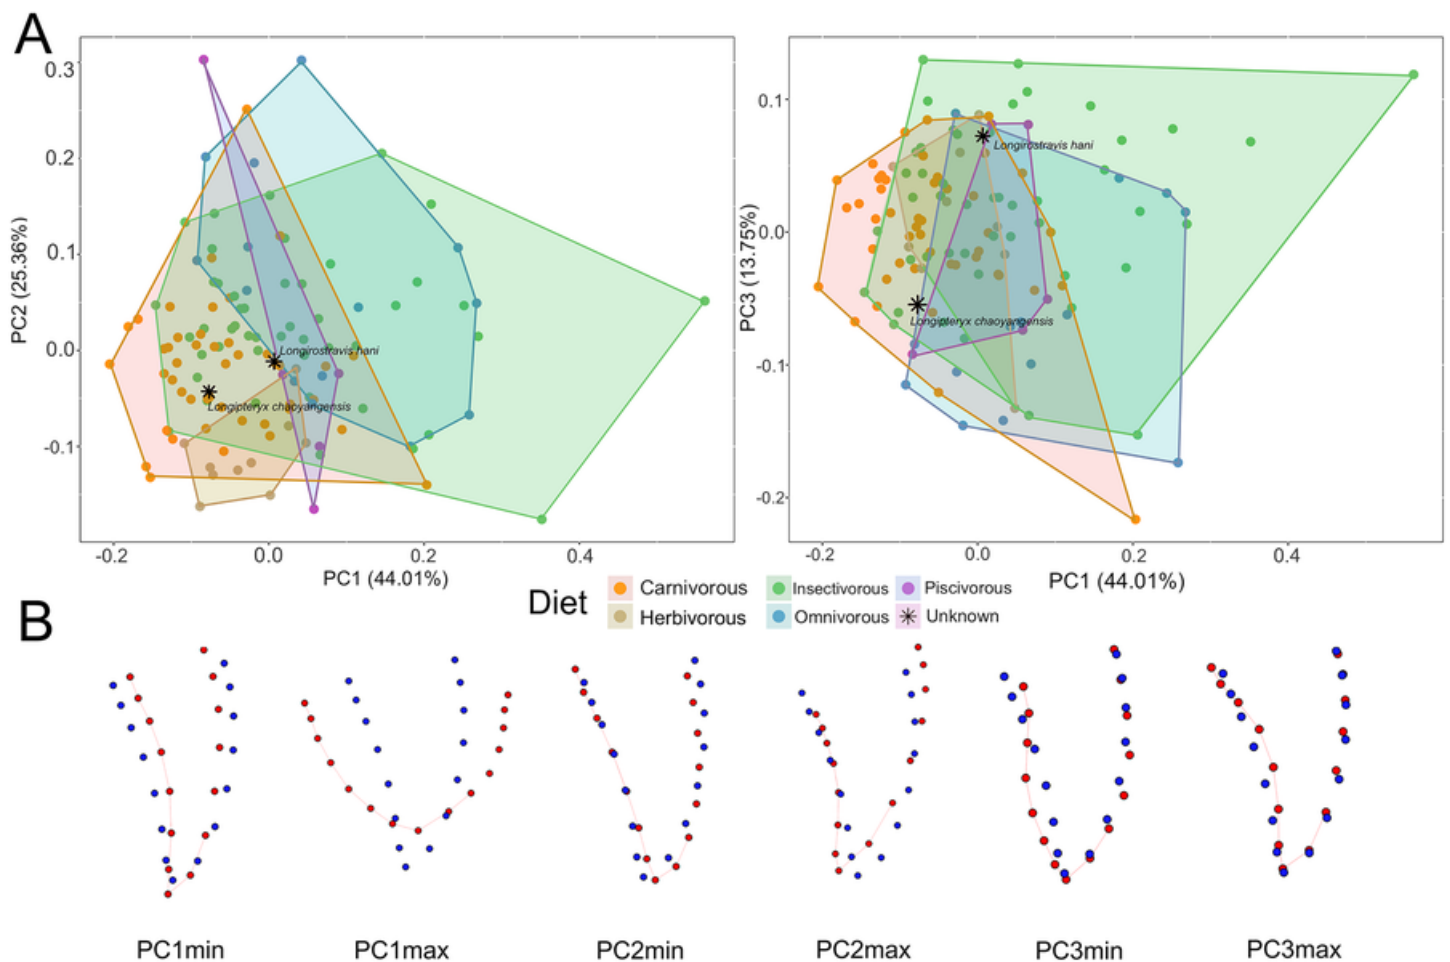 A
0.3
0.2
0.1
0.0
-0.1
PC2 (25.36%)
Longirostravis hani
Longipteryx chaoyangensis
-0.2
0.0
0.2
0.4
PC1 (44.01%)
0.1
0.0
-0.1
-0.2
PC3 (13.75%)
Longirostravis hani
Longipteryx chaoyangensis
-0.2
0.0
0.2
0.4
PC1 (44.01%)
Diet
Carnivorous
Insectivorous
Piscivorous
Herbivorous
Omnivorous
Unknown
B
PC1min
PC1max
PC2min
PC2max
PC3min
PC3max